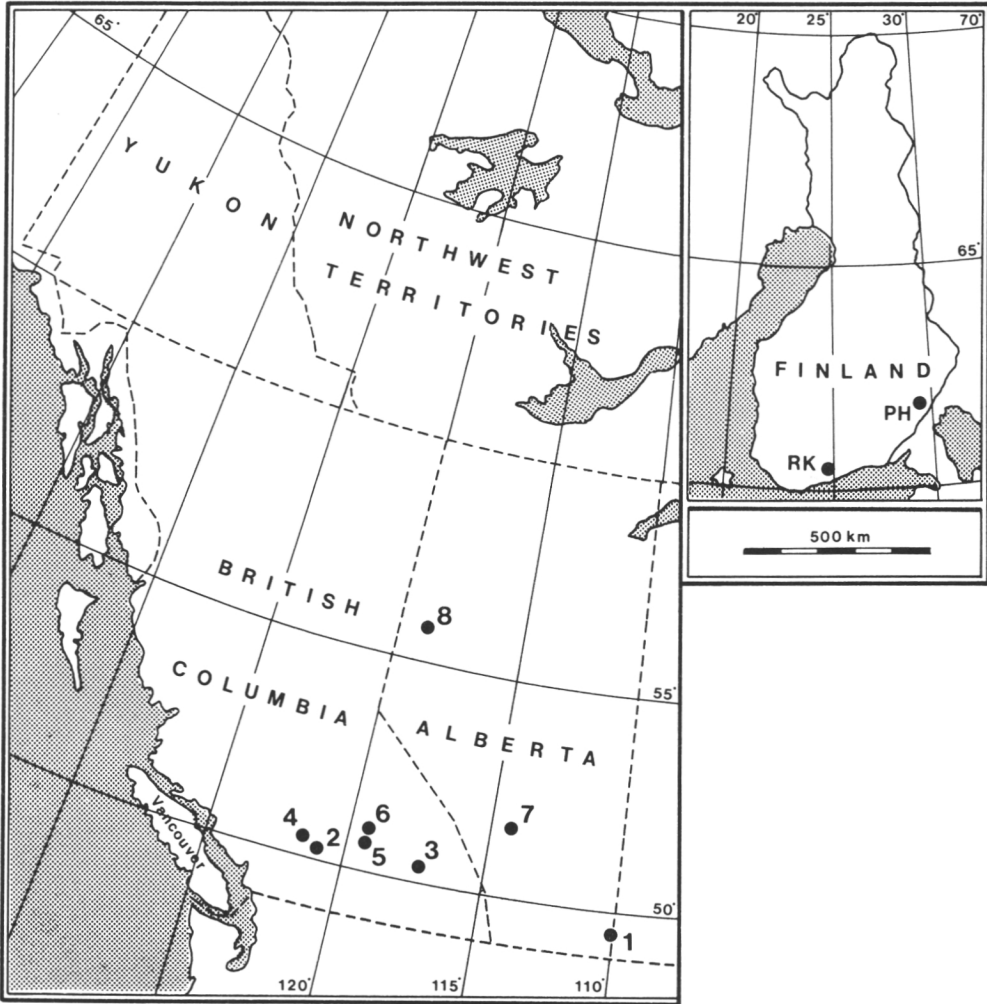 65°
YUKON
NORTHWEST
TERRITORIES
BRITISH
COLUMBIA
ALBERTA
Vancouver
8
55°
4
2
6
5
3
7
50°
1
120°
115°
110°
20°
25°
30°
70°
65°
FINLAND
PH
RK
500 km